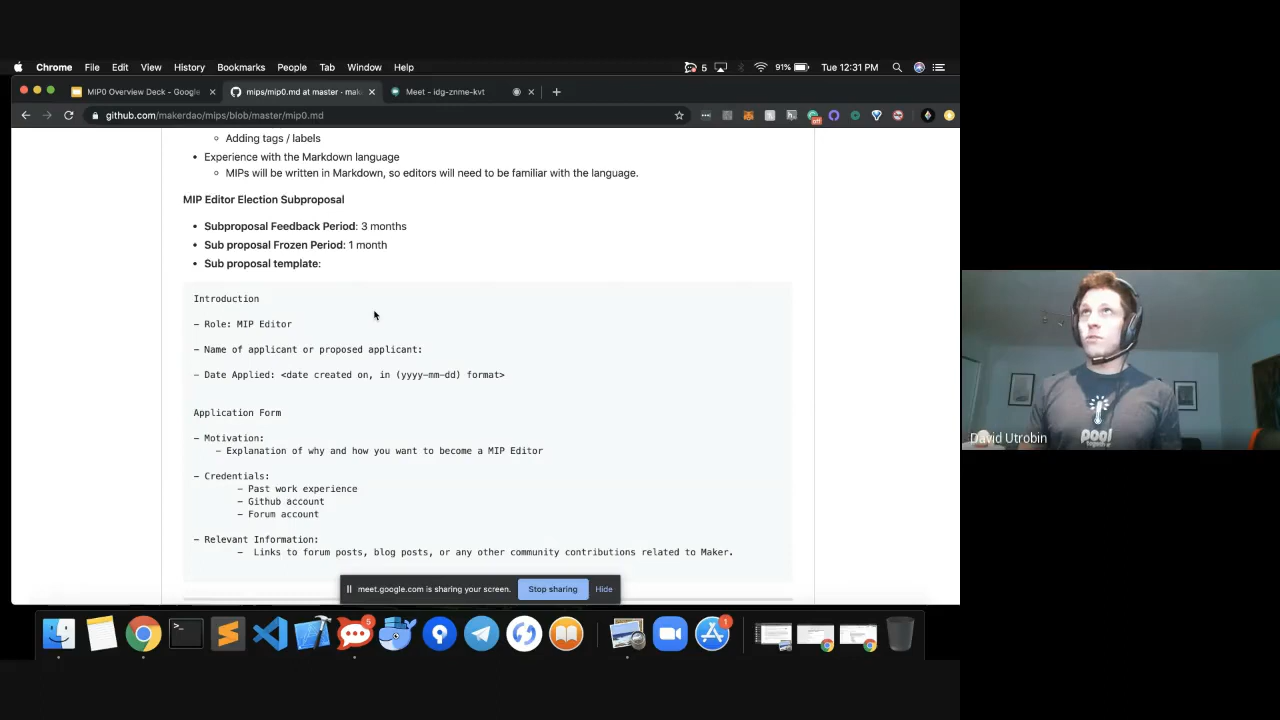 Chrome File Edit View History Bookmarks People Tab Window Help 5 91% Tue 12:31 PM
MIP0 Overview Deck - Google mips/mip0.md at master · mak Meet - idg-znme-kvt
github.com/makerdao/mips/blob/master/mip0.md
off
Adding tags / labels
Experience with the Markdown language
MIPs will be written in Markdown, so editors will need to be familiar with the language.
MIP Editor Election Subproposal
Subproposal Feedback Period: 3 months
Sub proposal Frozen Period: 1 month
Sub proposal template:
Introduction
- Role: MIP Editor
- Name of applicant or proposed applicant:
- Date Applied: <date created on, in (yyyy-mm-dd) format>
Application Form
- Motivation:
- Explanation of why and how you want to become a MIP Editor
- Credentials:
- Past work experience
- Github account
- Forum account
- Relevant Information:
- Links to forum posts, blog posts, or any other community contributions related to Maker.
meet.google.com is sharing your screen. Stop sharing Hide
5
1
David Utrobin
pool